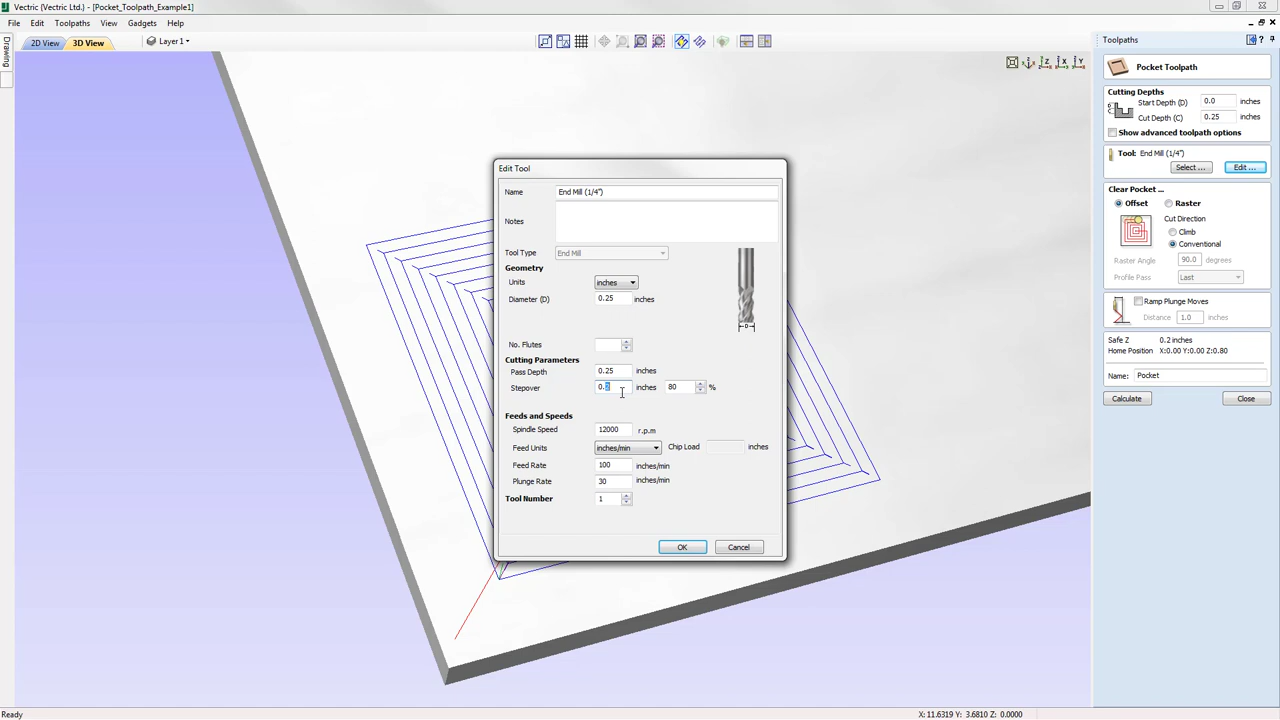 Vectric (Vectric Ltd.) - [Pocket_Toolpath_Example1]
File Edit Toolpaths View Gadgets Help
2D View 3D View Layer 1
Drawing
Toolpaths
Pocket Toolpath
Cutting Depths
Start Depth (D) 0.0 inches
Cut Depth (C) 0.25 inches
Show advanced toolpath options
Tool: End Mill (1/4")
Select ... Edit ...
Clear Pocket ...
Offset Raster
Cut Direction
Climb
Conventional
Raster Angle 90.0 degrees
Profile Pass Last
Ramp Plunge Moves
Distance 1.0 inches
Safe Z 0.2 inches
Home Position X:0.00 Y:0.00 Z:0.80
Name: Pocket
Calculate Close
Edit Tool
Name End Mill (1/4")
Notes
Tool Type End Mill
Geometry
Units inches
Diameter (D) 0.25 inches
D
No. Flutes
Cutting Parameters
Pass Depth 0.25 inches
Stepover 0.2 inches 80 %
Feeds and Speeds
Spindle Speed 12000 r.p.m
Feed Units inches/min Chip Load inches
Feed Rate 100 inches/min
Plunge Rate 30 inches/min
Tool Number 1
OK Cancel
Ready X: 11.6319 Y: 3.6810 Z: 0.0000